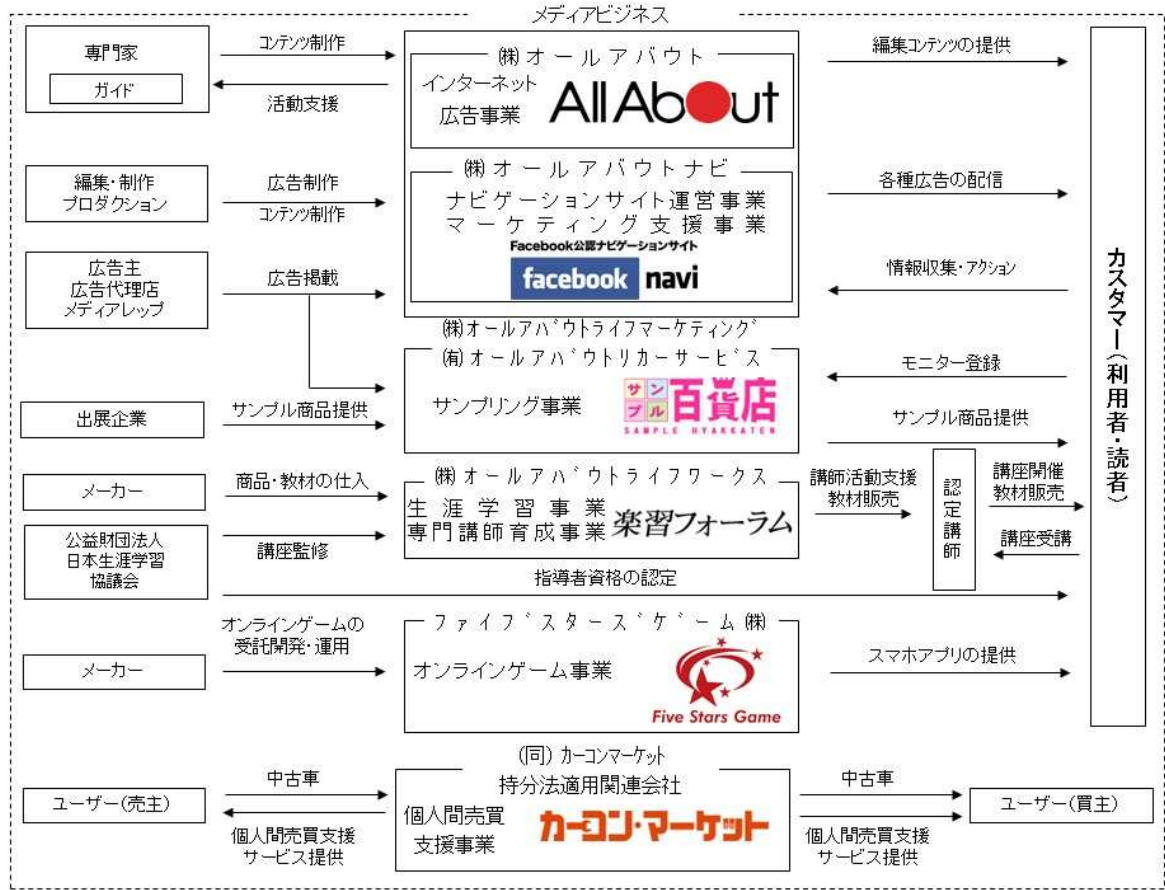 メディアビジネス
専門家
ガイド
コンテンツ制作
活動支援
㈱オールアバウト
インターネット
広告事業
AllAbout
編集コンテンツの提供
編集・制作
プロダクション
広告制作
コンテンツ制作
㈱オールアバウトナビ
ナビゲーションサイト運営事業
マーケティング支援事業
Facebook公認ナビゲーションサイト
facebook navi
各種広告の配信
広告主
広告代理店
メディアレップ
広告掲載
情報収集・アクション
㈱オールアバウトライフマーケティング
㈲オールアバウトリカーサービス
サンプリング事業
サンプル百貨店
SAMPLE HYAKKATEN
モニター登録
出展企業
サンプル商品提供
サンプル商品提供
カスタマー(利用者・読者)
メーカー
商品・教材の仕入
㈱オールアバウトライフワークス
生涯学習事業
専門講師育成事業
楽習フォーラム
講師活動支援
教材販売
認定講師
講座開催
教材販売
講座受講
公益財団法人
日本生涯学習
協議会
講座監修
指導者資格の認定
メーカー
オンラインゲームの
受託開発・運用
ファイブスターズゲーム㈱
オンラインゲーム事業
Five Stars Game
スマホアプリの提供
(同)カーコンマーケット
持分法適用関連会社
ユーザー(売主)
中古車
個人間売買支援
サービス提供
個人間売買
支援事業
カーコン・マーケット
中古車
個人間売買支援
サービス提供
ユーザー(買主)